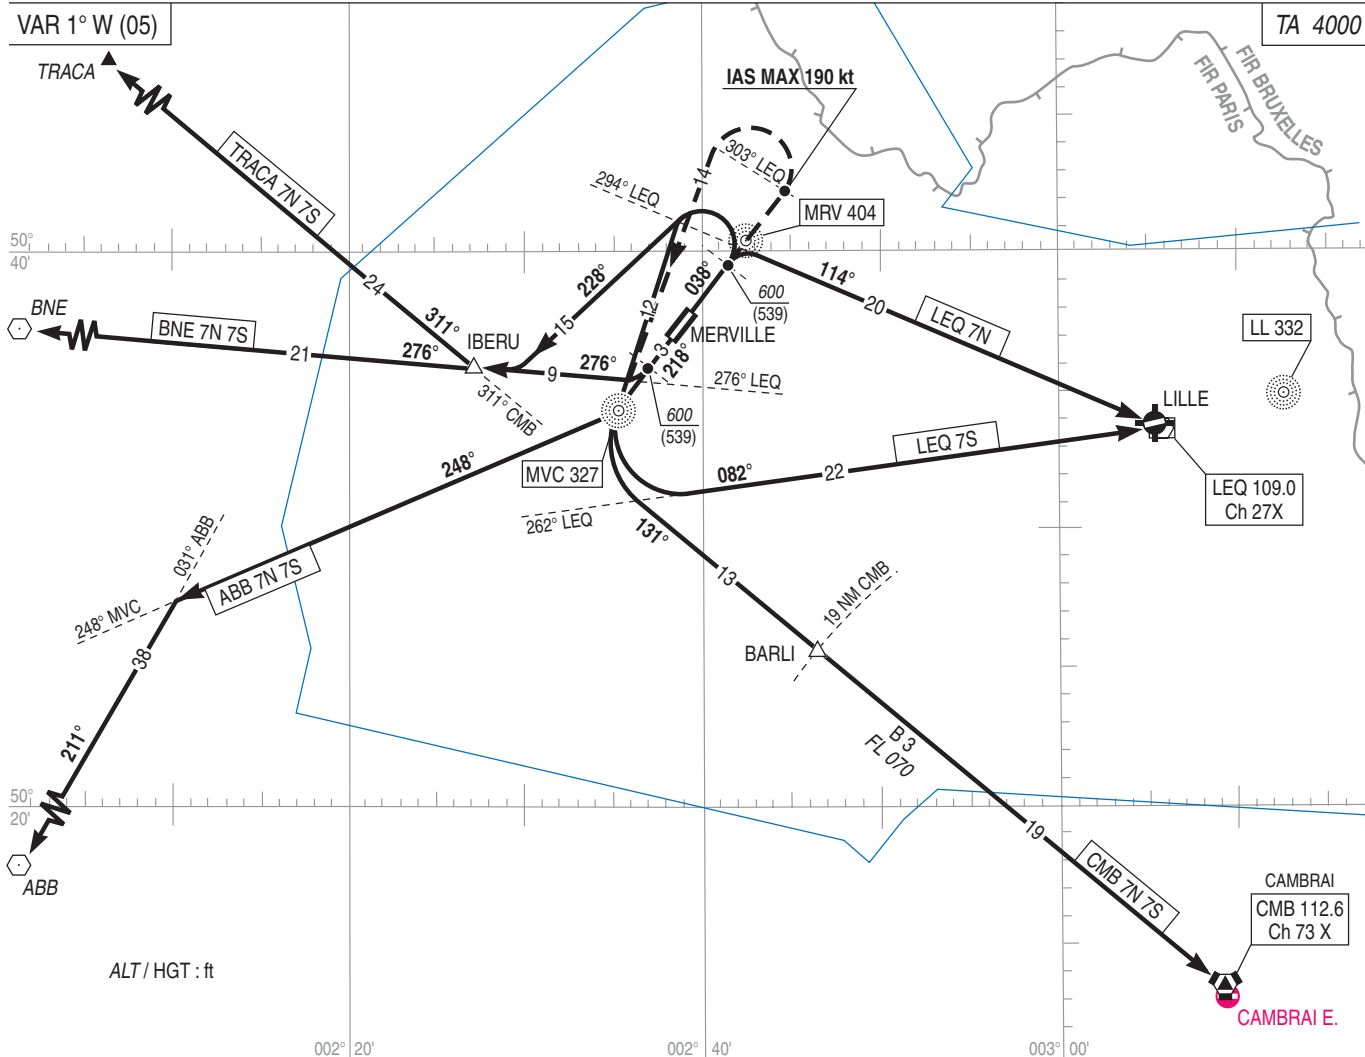 VAR 1° W (05)
TA 4000
TRACA
IAS MAX 190 kt
FIR BRUXELLES
FIR PARIS
TRACA 7N 7S
303° LEQ
14
294° LEQ
MRV 404
50°
40'
BNE
24
228°
038°
114°
20
LEQ 7N
600
(539)
12
15
BNE 7N 7S
21
311°
276°
IBERU
9
276°
3
218°
MERVILLE
276° LEQ
LL 332
311° CMB
LILLE
600
(539)
248°
MVC 327
082°
22
LEQ 7S
LEQ 109.0
Ch 27X
262° LEQ
131°
031° ABB
ABB 7N 7S
13
19 NM CMB
248° MVC
38
BARLI
211°
B 3
FL 070
50°
20'
19
CMB 7N 7S
ABB
CAMBRAI
CMB 112.6
Ch 73 X
ALT / HGT : ft
CAMBRAI E.
002° 20'
002° 40'
003° 00'